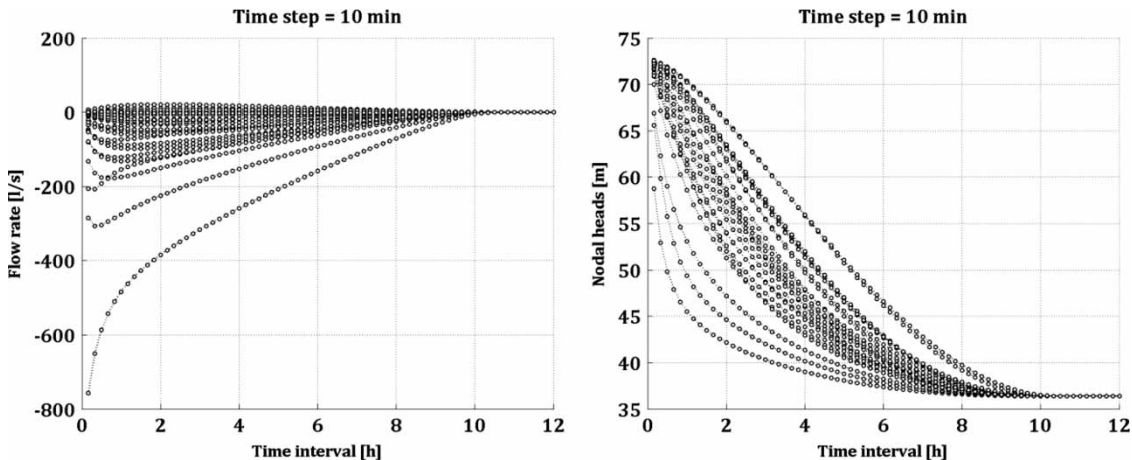 Time step = 10 min
200
0
-200
-400
-600
-800
Flow rate [l/s]
0 2 4 6 8 10 12
Time interval [h]
Time step = 10 min
75
70
65
60
55
50
45
40
35
Nodal heads [m]
0 2 4 6 8 10 12
Time interval [h]